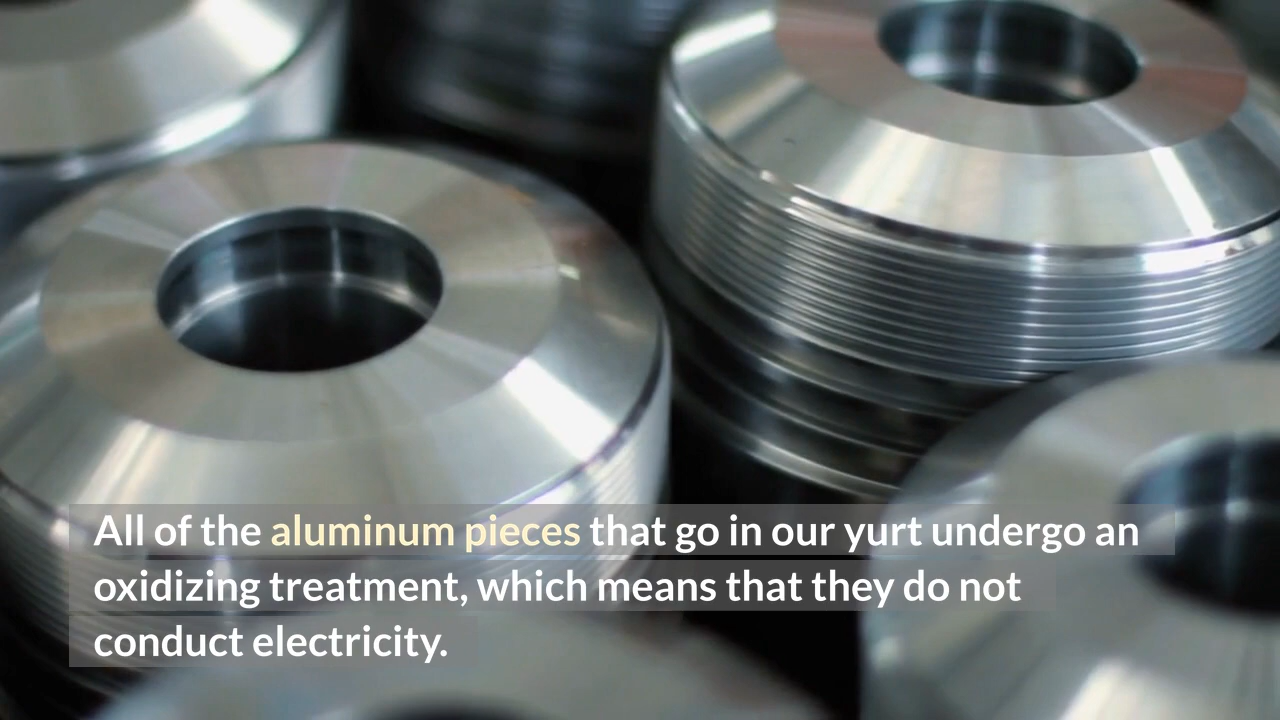 All of the aluminum pieces that go in our yurt undergo an
oxidizing treatment, which means that they do not
conduct electricity.